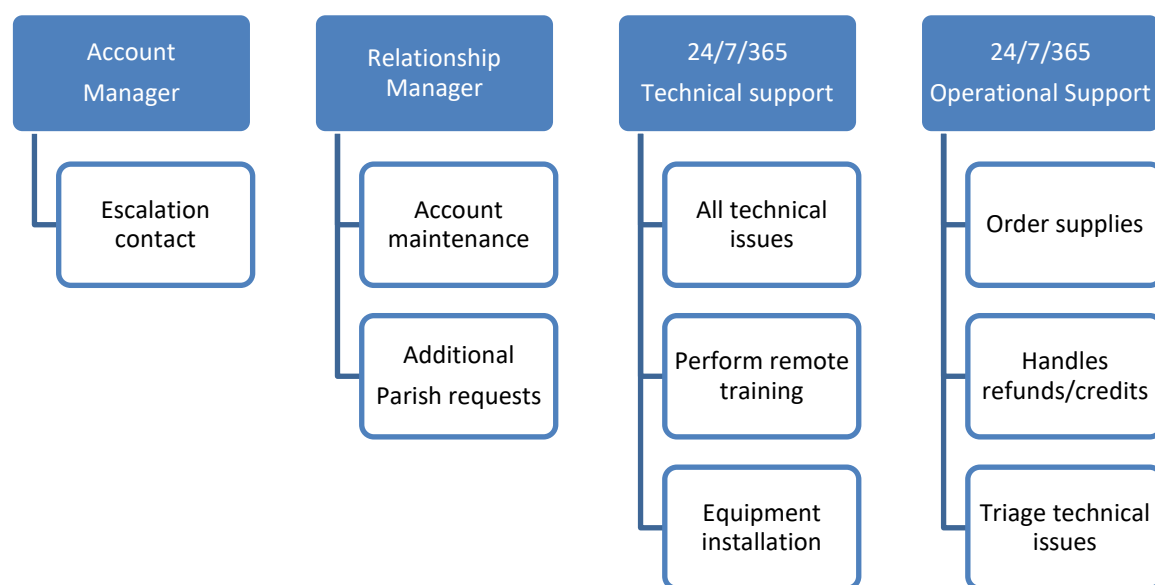 Account
Manager
Escalation
contact
Relationship
Manager
Account
maintenance
Additional
Parish requests
24/7/365
Technical support
All technical
issues
Perform remote
training
Equipment
installation
24/7/365
Operational Support
Order supplies
Handles
refunds/credits
Triage technical
issues